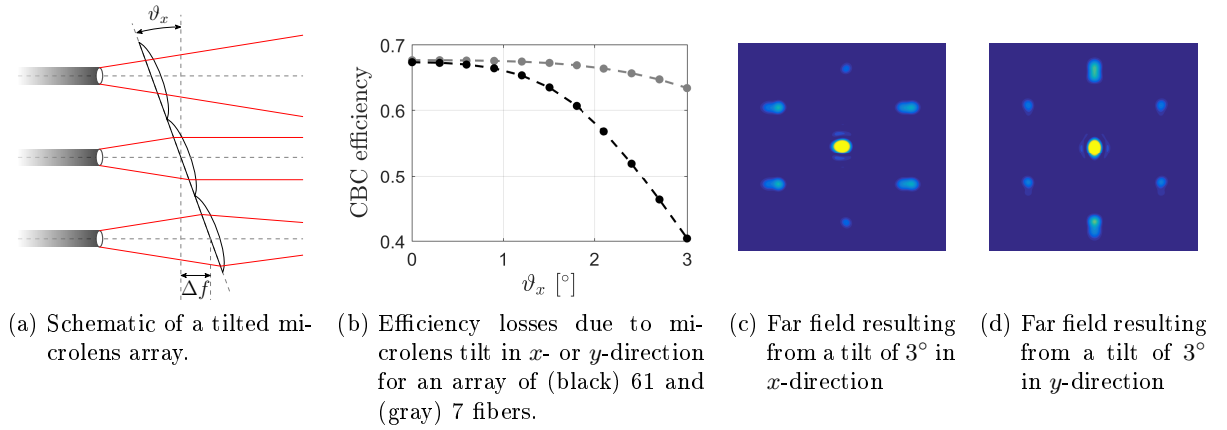 ϑₓ
Δf
0.7
0.6
0.5
0.4
CBC efficiency
0
1
2
3
ϑₓ [°]
(a) Schematic of a tilted mi-
crolens array.
(b) Efficiency losses due to mi-
crolens tilt in x- or y-direction
for an array of (black) 61 and
(gray) 7 fibers.
(c) Far field resulting
from a tilt of 3° in
x-direction
(d) Far field resulting
from a tilt of 3°
in y-direction